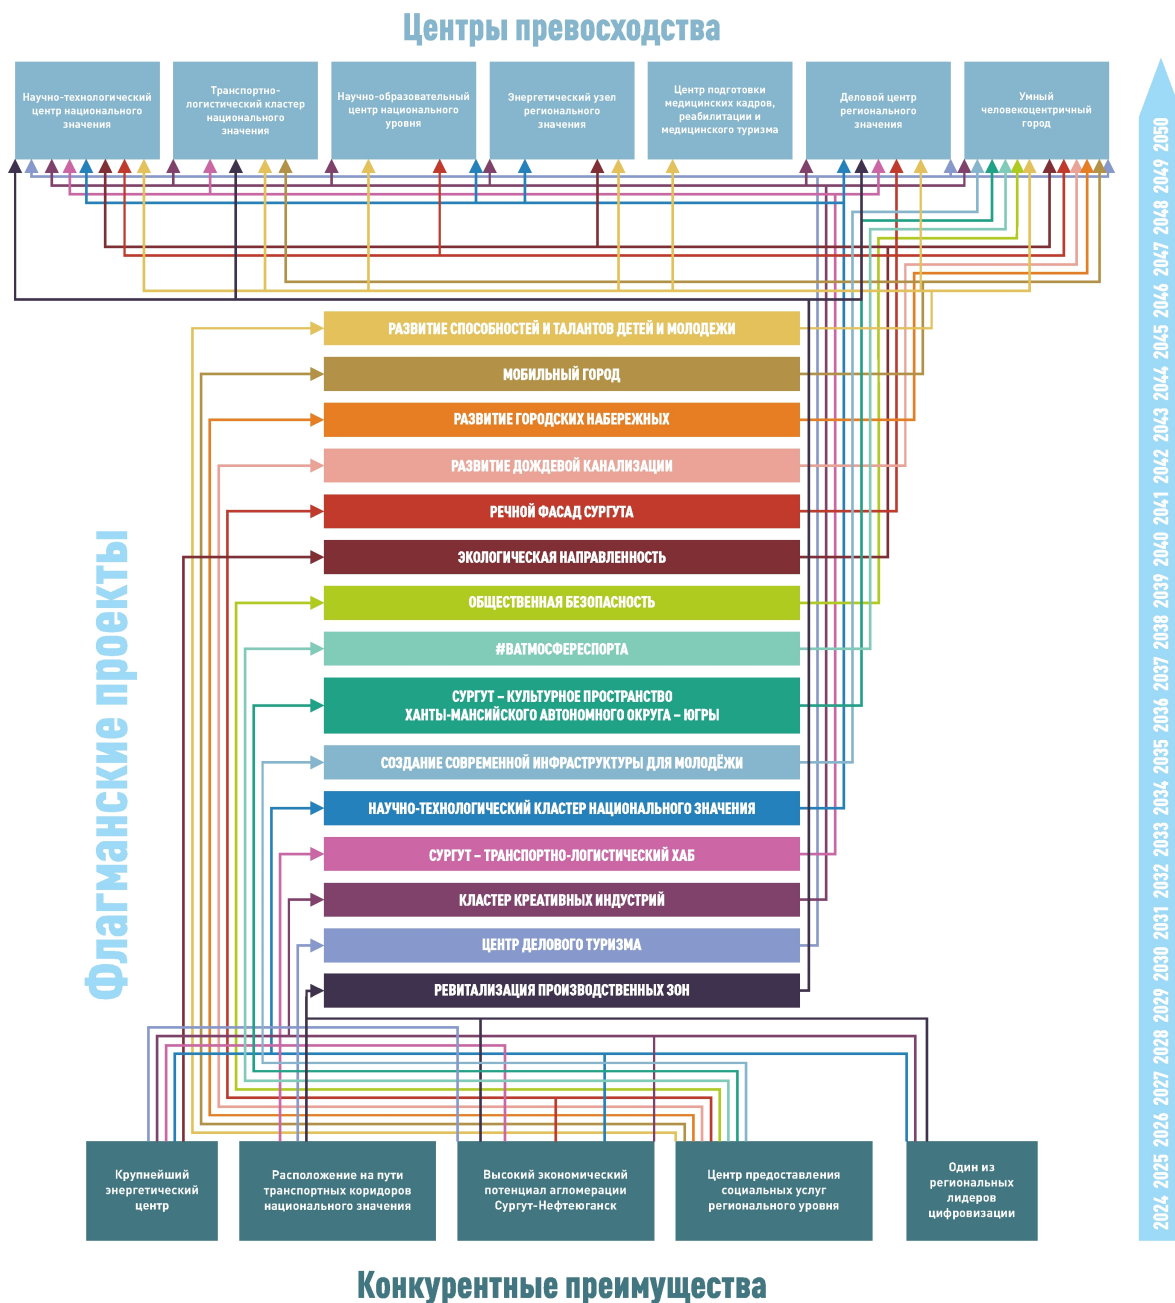 Центры превосходства
Научно-технологический
центр национального
значения
Транспортно-
логистический кластер
национального
значения
Научно-образовательный
центр национального
уровня
Энергетический узел
регионального
значения
Центр подготовки
медицинских кадров,
реабилитации и
медицинского туризма
Деловой центр
регионального
значения
Умный
человекоцентричный
город
РАЗВИТИЕ СПОСОБНОСТЕЙ И ТАЛАНТОВ ДЕТЕЙ И МОЛОДЕЖИ
МОБИЛЬНЫЙ ГОРОД
РАЗВИТИЕ ГОРОДСКИХ НАБЕРЕЖНЫХ
РАЗВИТИЕ ДОЖДЕВОЙ КАНАЛИЗАЦИИ
РЕЧНОЙ ФАСАД СУРГУТА
ЭКОЛОГИЧЕСКАЯ НАПРАВЛЕННОСТЬ
ОБЩЕСТВЕННАЯ БЕЗОПАСНОСТЬ
#ВАТМОСФЕРЕСПОРТА
СУРГУТ – КУЛЬТУРНОЕ ПРОСТРАНСТВО
ХАНТЫ-МАНСИЙСКОГО АВТОНОМНОГО ОКРУГА – ЮГРЫ
СОЗДАНИЕ СОВРЕМЕННОЙ ИНФРАСТРУКТУРЫ ДЛЯ МОЛОДЁЖИ
НАУЧНО-ТЕХНОЛОГИЧЕСКИЙ КЛАСТЕР НАЦИОНАЛЬНОГО ЗНАЧЕНИЯ
СУРГУТ – ТРАНСПОРТНО-ЛОГИСТИЧЕСКИЙ ХАБ
КЛАСТЕР КРЕАТИВНЫХ ИНДУСТРИЙ
ЦЕНТР ДЕЛОВОГО ТУРИЗМА
РЕВИТАЛИЗАЦИЯ ПРОИЗВОДСТВЕННЫХ ЗОН
Флагманские проекты
Крупнейший
энергетический
центр
Расположение на пути
транспортных коридоров
национального значения
Высокий экономический
потенциал агломерации
Сургут-Нефтеюганск
Центр предоставления
социальных услуг
регионального уровня
Один из
региональных
лидеров
цифровизации
Конкурентные преимущества
2024 2025 2026 2027 2028 2029 2030 2031 2032 2033 2034 2035 2036 2037 2038 2039 2040 2041 2042 2043 2044 2045 2046 2047 2048 2049 2050